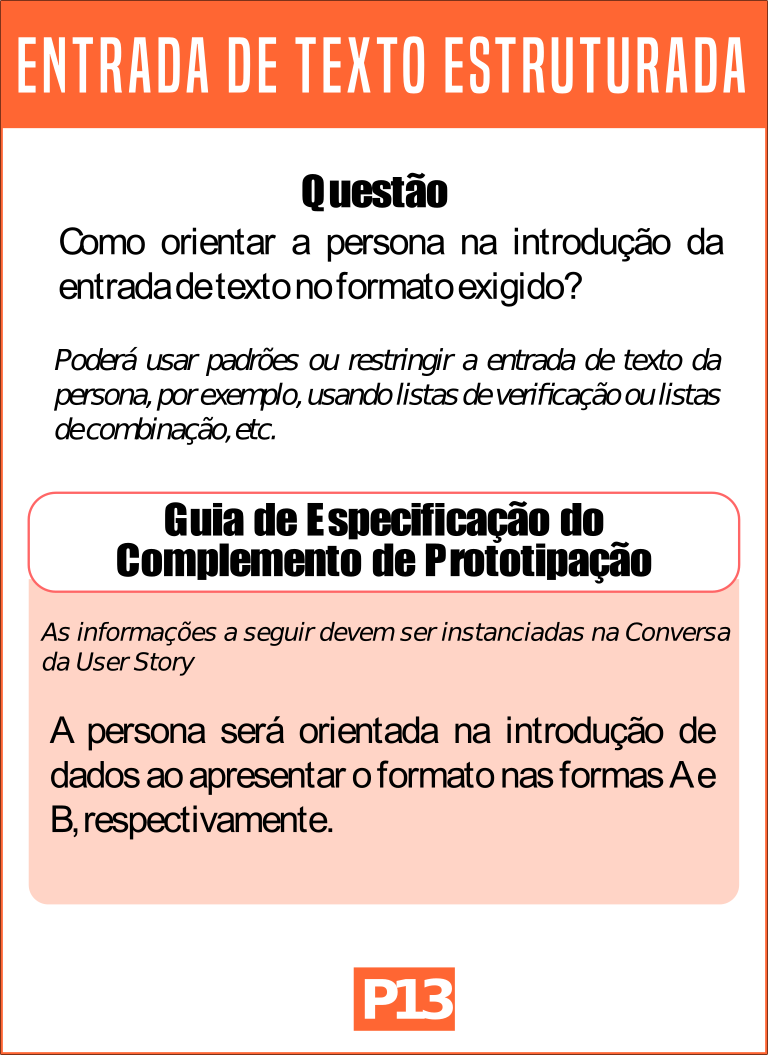 ENTRADA DE TEXTO ESTRUTURADA
Questão
Como orientar a persona na introdução da
entrada de texto no formato exigido?
Poderá usar padrões ou restringir a entrada de texto da
persona, por exemplo, usando listas de verificação ou listas
de combinação, etc.
Guia de Especificação do
Complemento de Prototipação
As informações a seguir devem ser instanciadas na Conversa
da User Story
A persona será orientada na introdução de
dados ao apresentar o formato nas formas A e
B, respectivamente.
P13